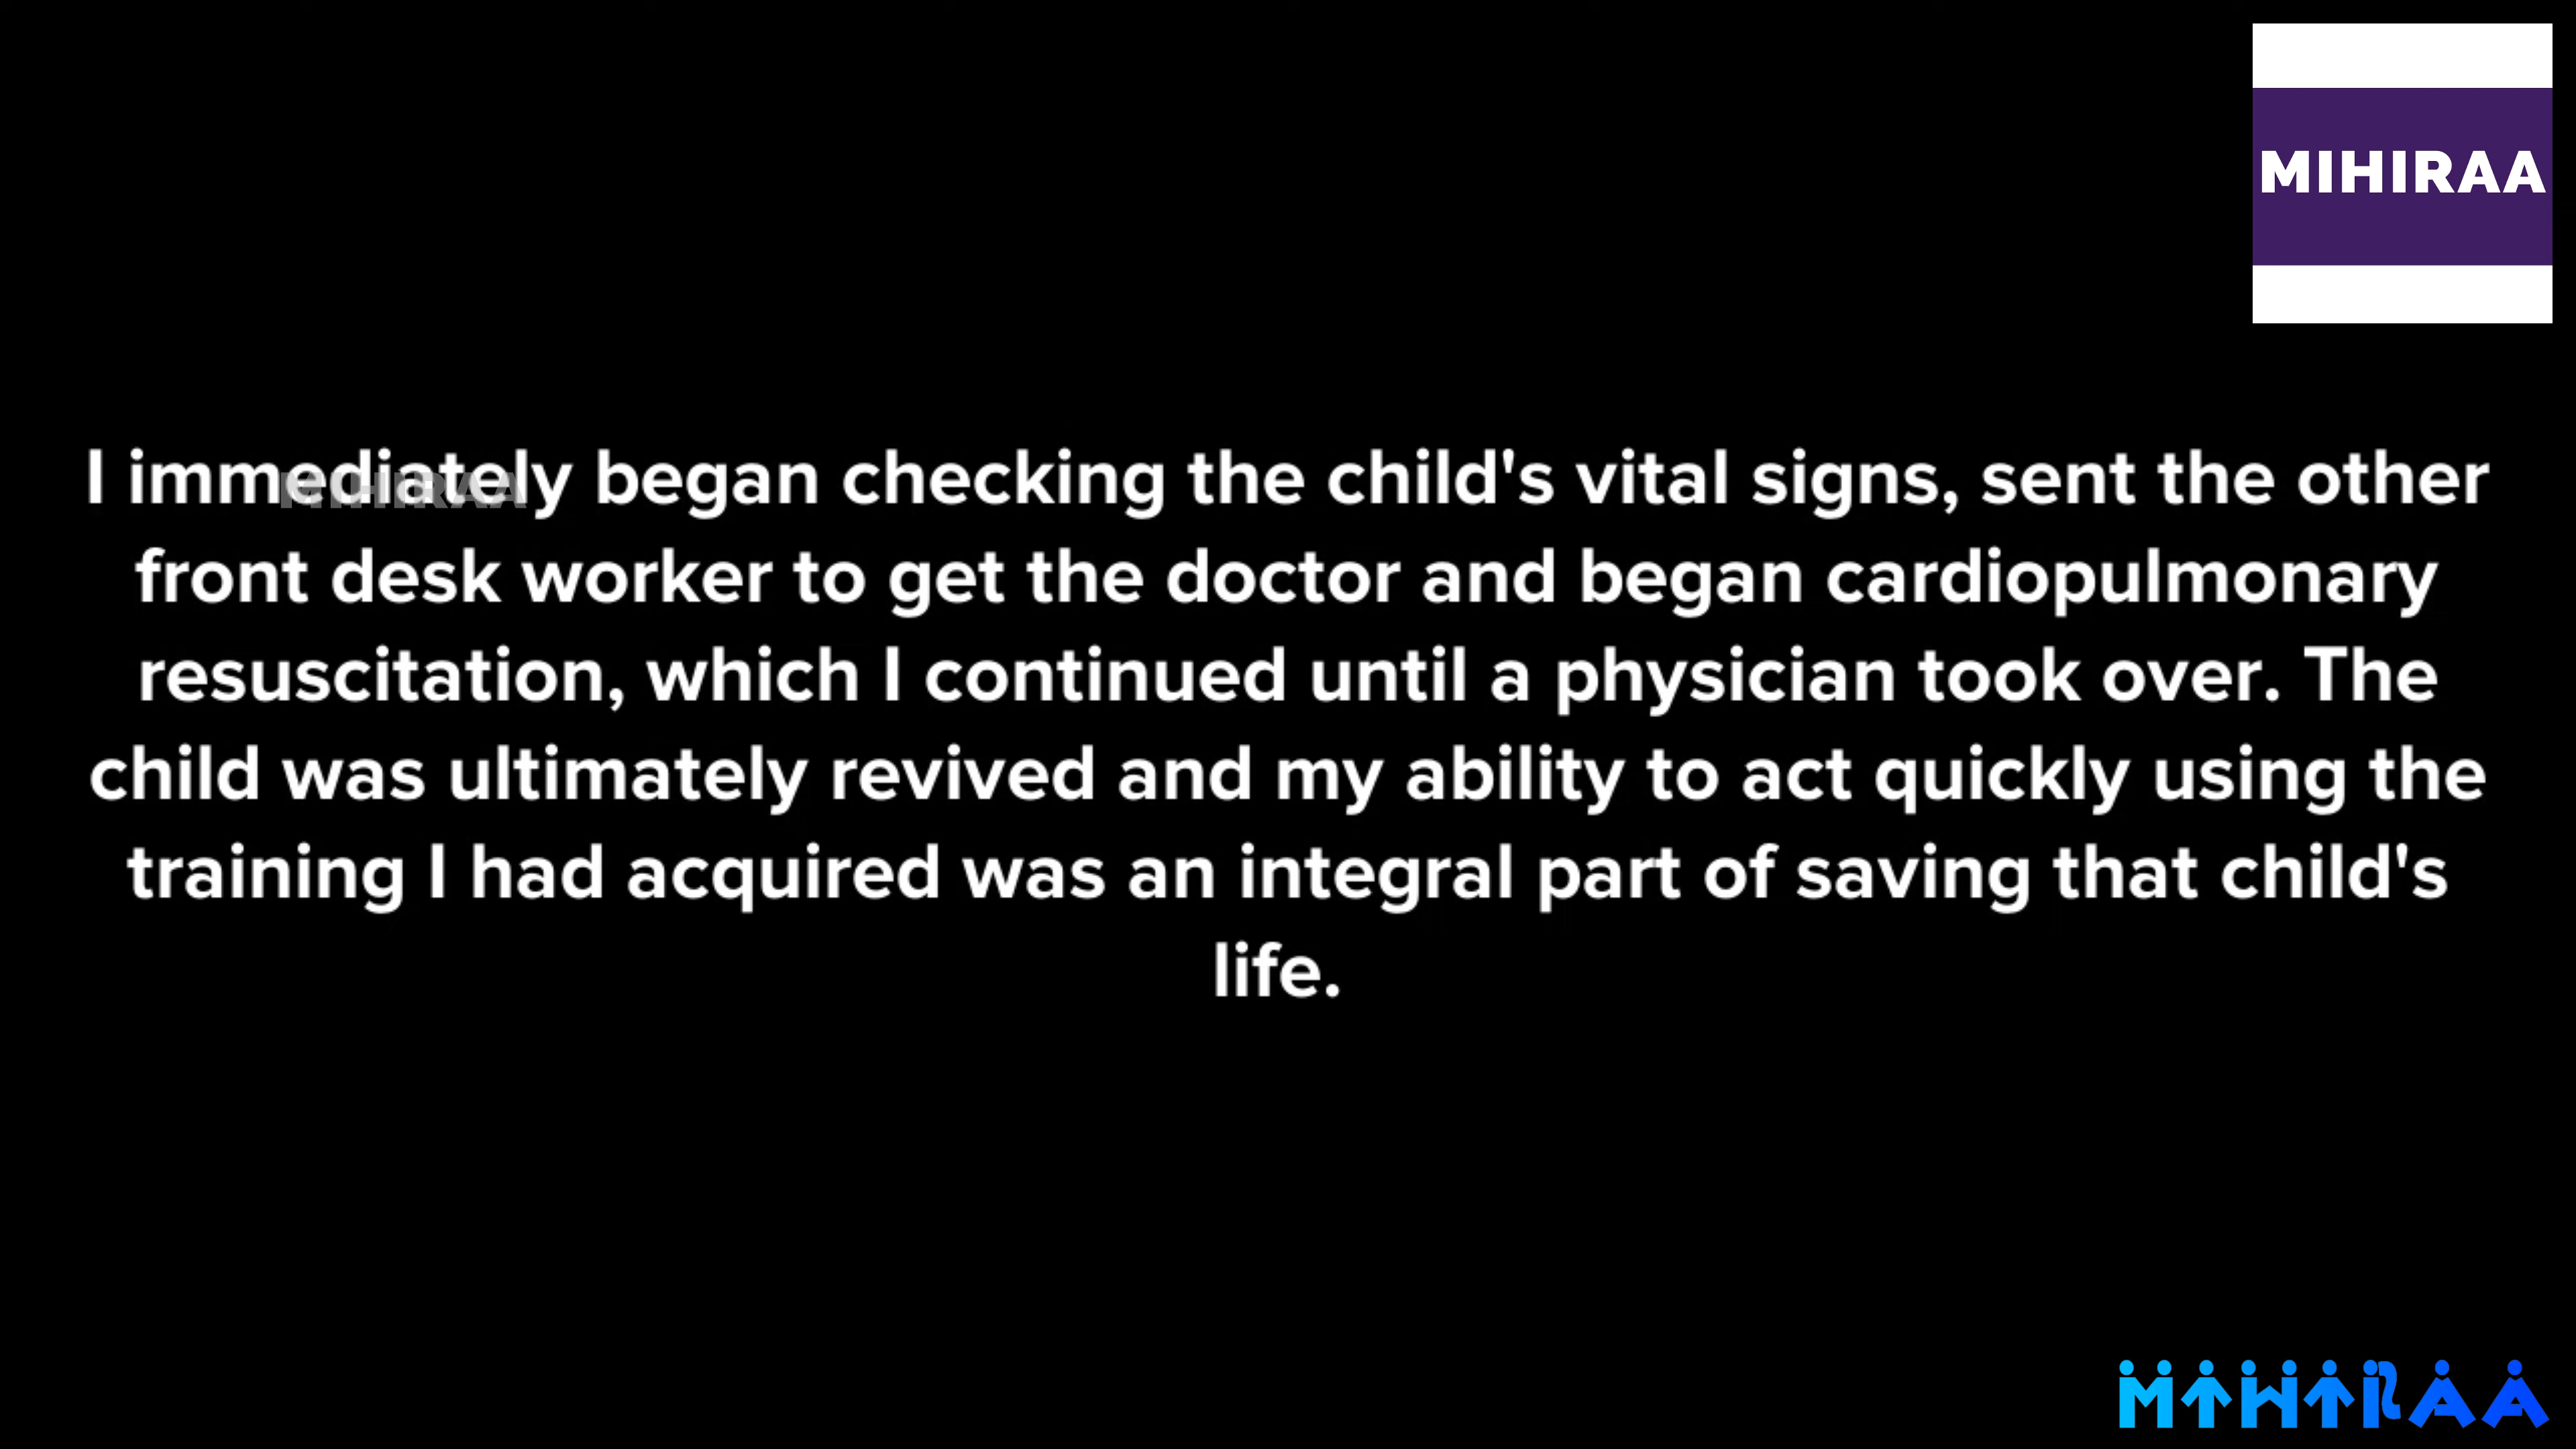 MIHIRAA
I immediately began checking the child's vital signs, sent the other
front desk worker to get the doctor and began cardiopulmonary
resuscitation, which I continued until a physician took over. The
child was ultimately revived and my ability to act quickly using the
training I had acquired was an integral part of saving that child's
life.
MIHIRAA
MIHIRAA